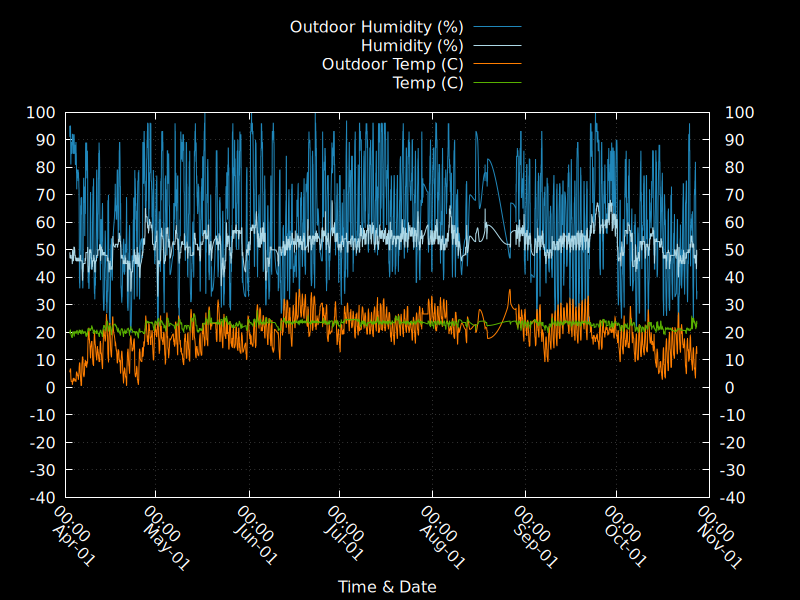 Outdoor Humidity (%)
Humidity (%)
Outdoor Temp (C)
Temp (C)
100 100
90 90
80 80
70 70
60 60
50 50
40 40
30 30
20 20
10 10
0 0
-10 -10
-20 -20
-30 -30
-40 -40
00:00 00:00 00:00 00:00 00:00 00:00 00:00 00:00
Apr-01 May-01 Jun-01 Jul-01 Aug-01 Sep-01 Oct-01 Nov-01
Time & Date